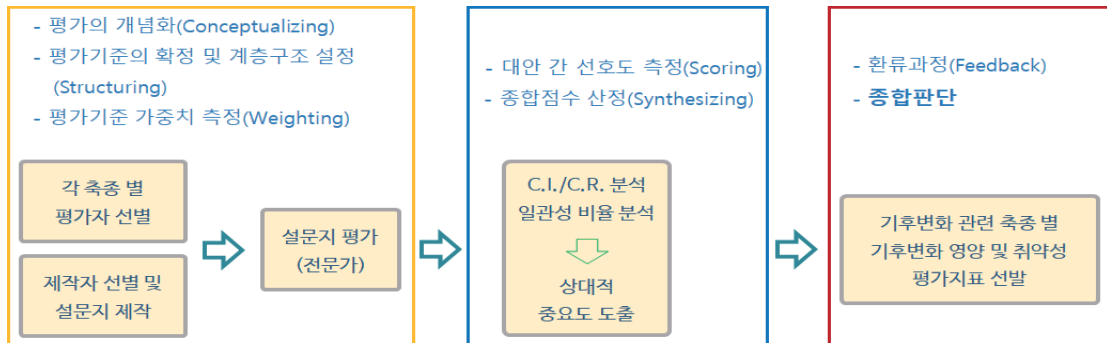 - 평가의 개념화(Conceptualizing)
- 평가기준의 확정 및 계층구조 설정
(Structuring)
- 평가기준 가중치 측정(Weighting)
각 축종 별
평가자 선별
제작자 선별 및
설문지 제작
설문지 평가
(전문가)
- 대안 간 선호도 측정(Scoring)
- 종합점수 산정(Synthesizing)
C.I./C.R. 분석
일관성 비율 분석
상대적
중요도 도출
- 환류과정(Feedback)
- 종합판단
기후변화 관련 축종 별
기후변화 영양 및 취약성
평가지표 선발